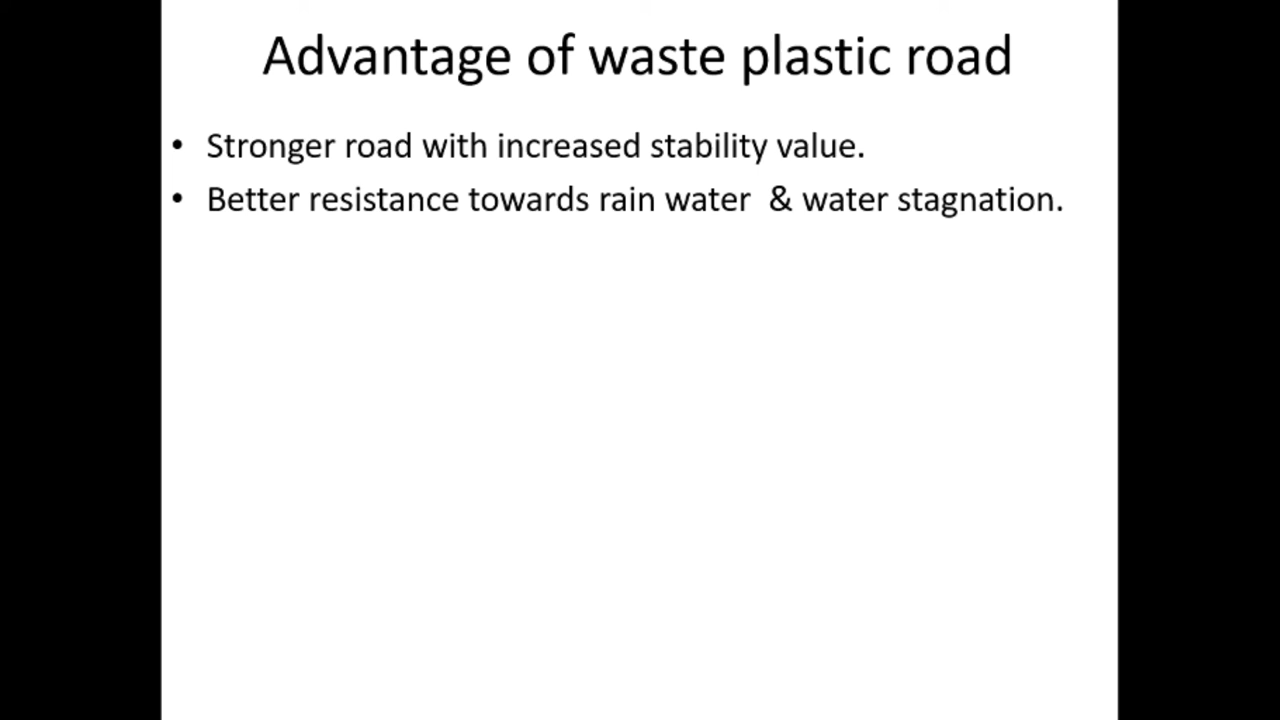 Advantage of waste plastic road
• Stronger road with increased stability value.
• Better resistance towards rain water & water stagnation.